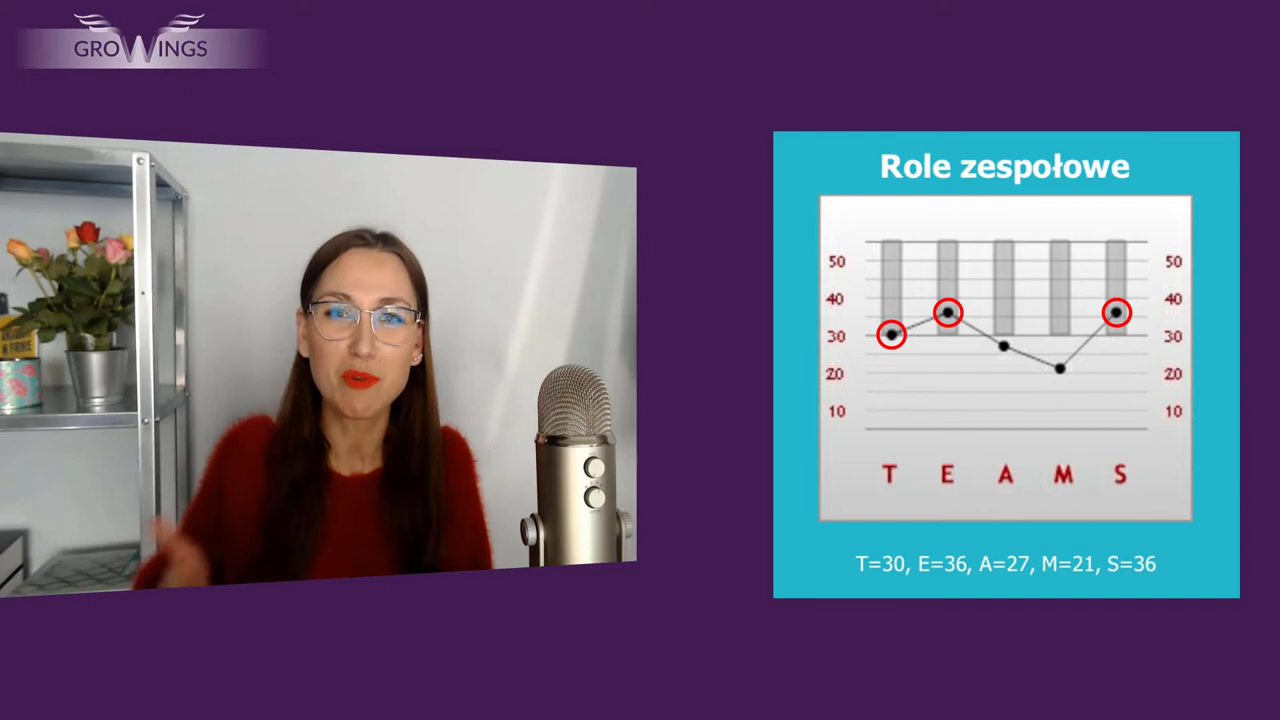 GROWINGS
Role zespołowe
50 50
40 40
30 30
20 20
10 10
T E A M S
T=30, E=36, A=27, M=21, S=36